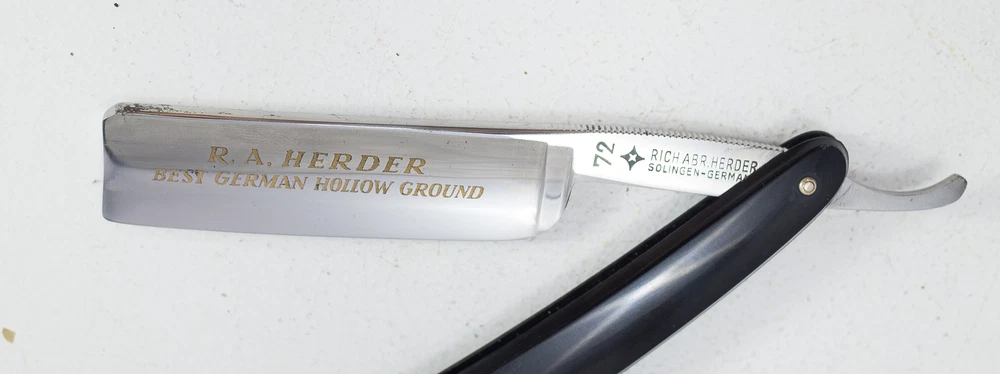 R. A. HERDER
BEST GERMAN HOLLOW GROUND
72
RICH.ABR.HERDER
SOLINGEN-GERMAN